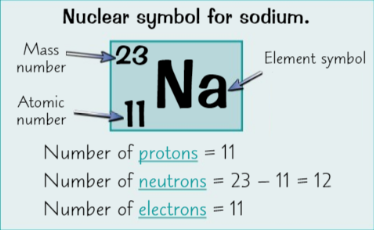 Nuclear symbol for sodium.
Mass
number
23
Na
Element symbol
Atomic
number
11
Number of protons = 11
Number of neutrons = 23 – 11 = 12
Number of electrons = 11